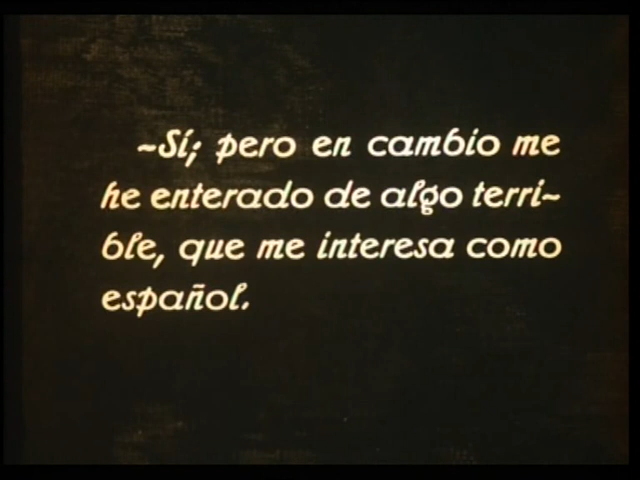 ~Sí; pero en cambio me
he enterado de algo terri~
ble, que me interesa como
español.